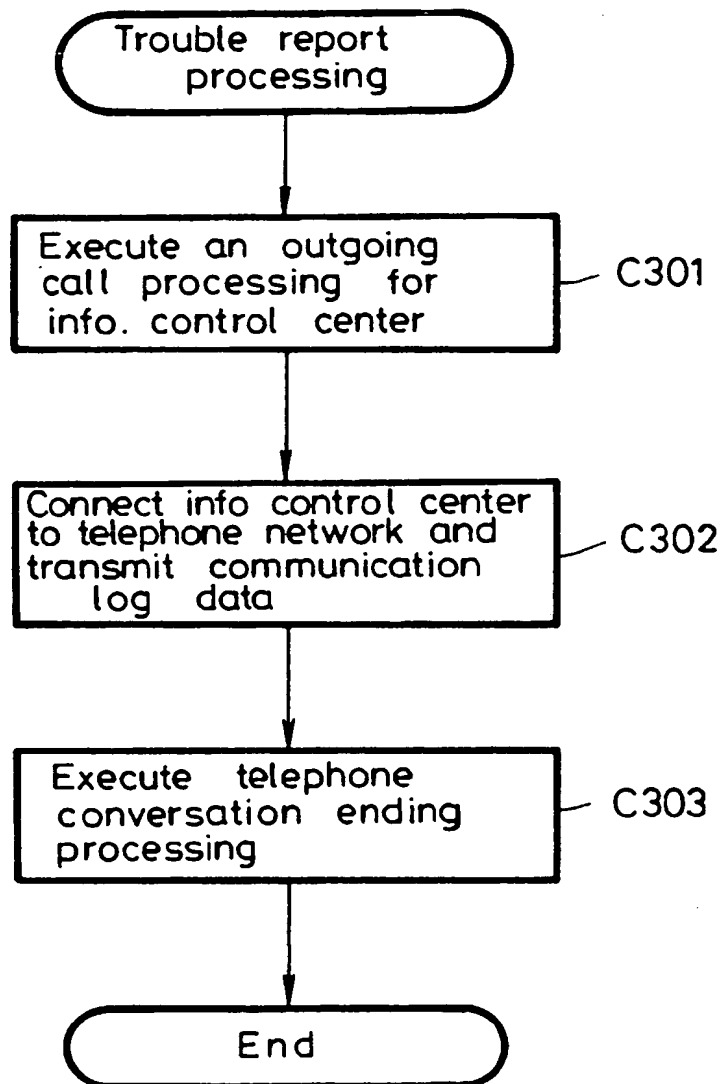 Trouble report
processing
Execute an outgoing
call processing for
info. control center
C301
Connect info control center
to telephone network and
transmit communication
log data
C302
Execute telephone
conversation ending
processing
C303
End